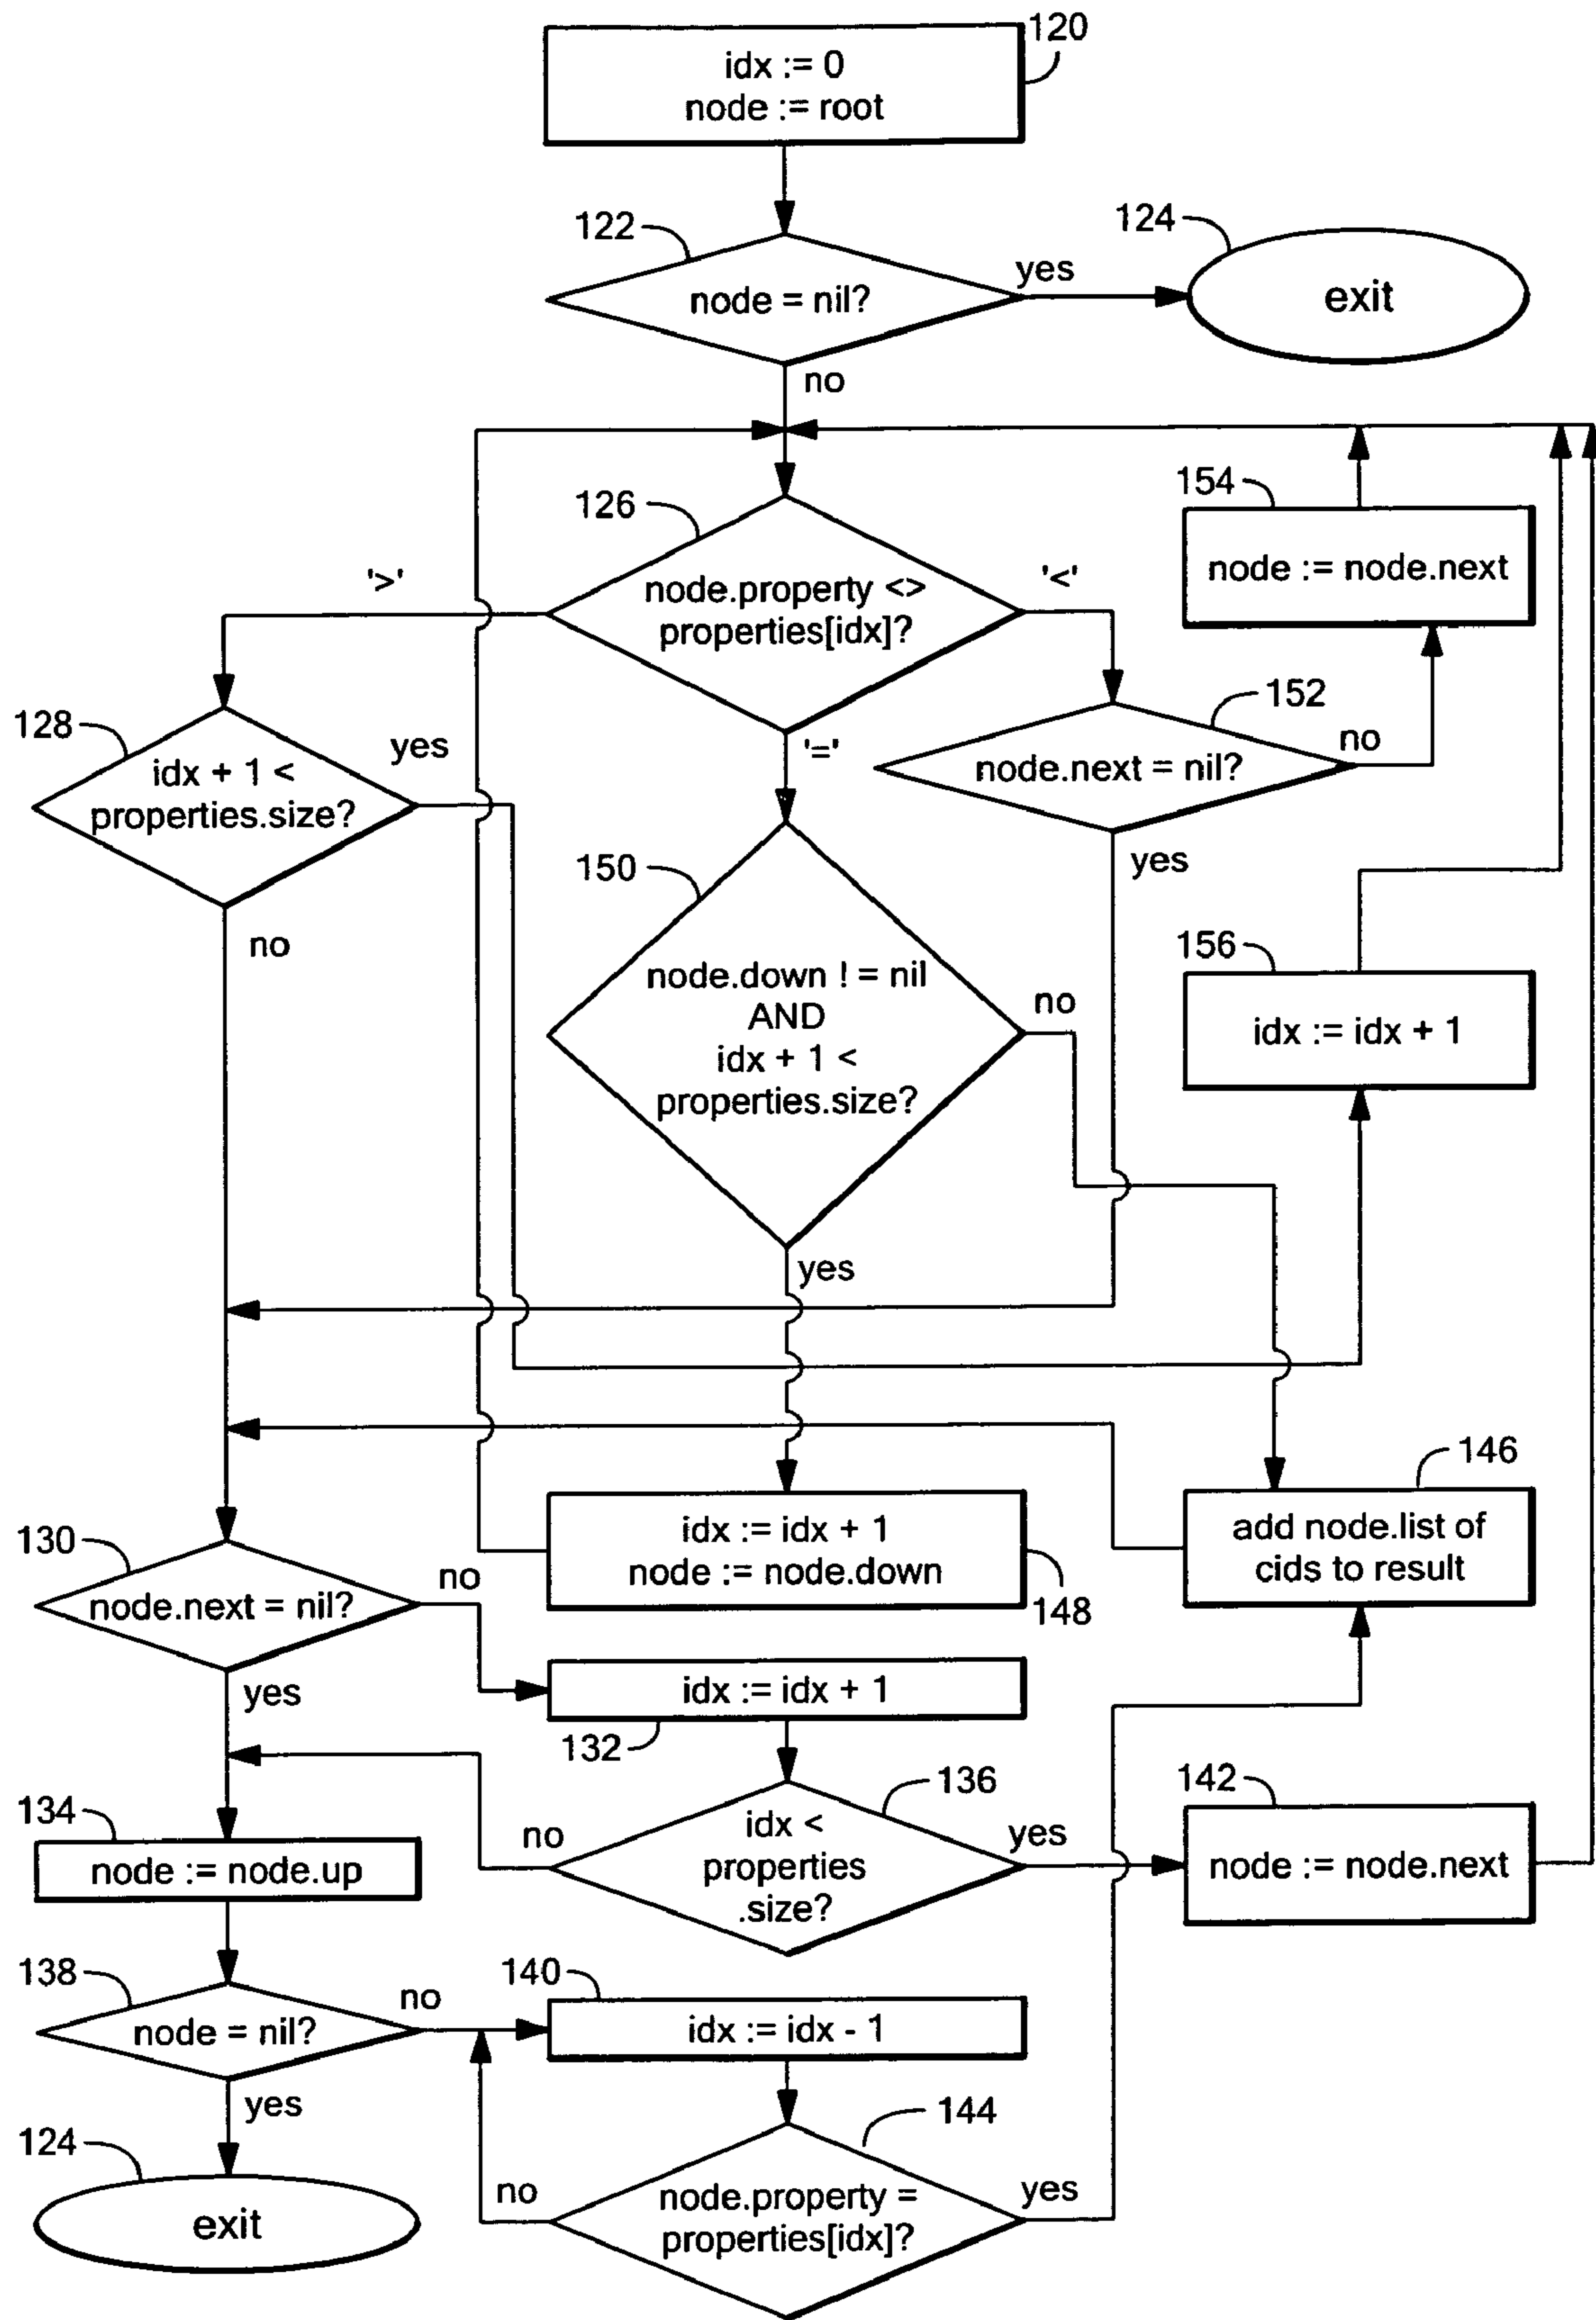 120
idx := 0
node := root
122
node = nil?
yes
124
exit
no
126
'>'
node.property <>
properties[idx]?
'<'
154
node := node.next
128
idx + 1 <
properties.size?
yes
no
'='
152
node.next = nil?
no
yes
150
node.down ! = nil
AND
idx + 1 <
properties.size?
no
yes
156
idx := idx + 1
146
add node.list of
cids to result
idx := idx + 1
node := node.down
148
130
node.next = nil?
no
yes
idx := idx + 1
132
136
idx <
properties
.size?
no
yes
142
node := node.next
134
node := node.up
138
node = nil?
no
yes
140
idx := idx - 1
144
node.property =
properties[idx]?
no
yes
124
exit